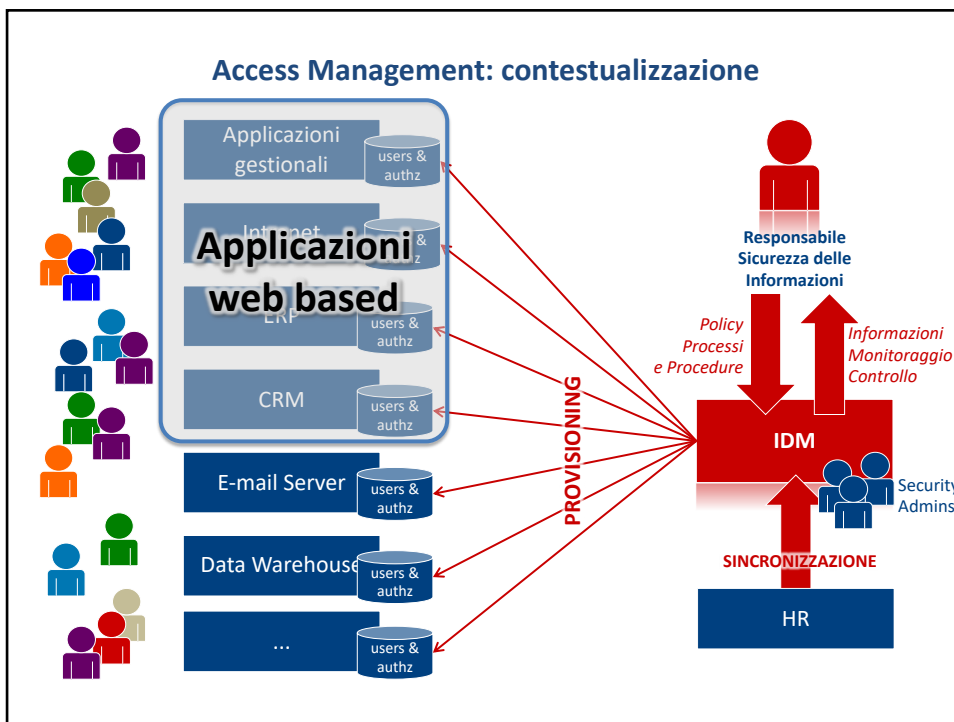 Access Management: contestualizzazione
Applicazioni
gestionali
users &
authz
Intranet
users &
authz
Applicazioni
web based
ERP
users &
authz
CRM
users &
authz
E-mail Server
users &
authz
Data Warehouse
users &
authz
...
users &
authz
PROVISIONING
Responsabile
Sicurezza delle
Informazioni
Policy
Processi
e Procedure
Informazioni
Monitoraggio
Controllo
IDM
Security
Admins
SINCRONIZZAZIONE
HR